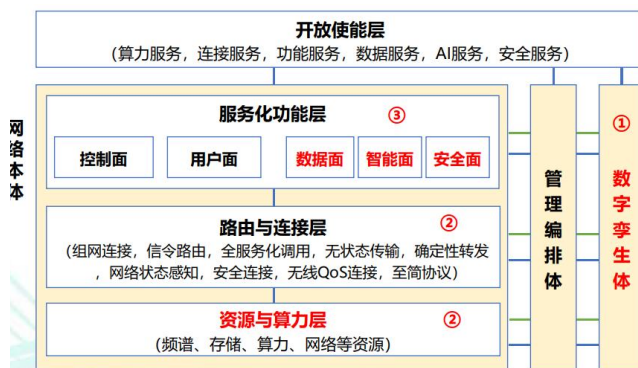 开放使能层
（算力服务，连接服务，功能服务，数据服务，AI服务，安全服务）
网络本体
服务化功能层
③
控制面
用户面
数据面
智能面
安全面
路由与连接层
②
（组网连接，信令路由，全服务化调用，无状态传输，确定性转发
，网络状态感知，安全连接，无线QoS连接，至简协议）
资源与算力层
②
（频谱、存储、算力、网络等资源）
管理编排体
①
数字孪生体